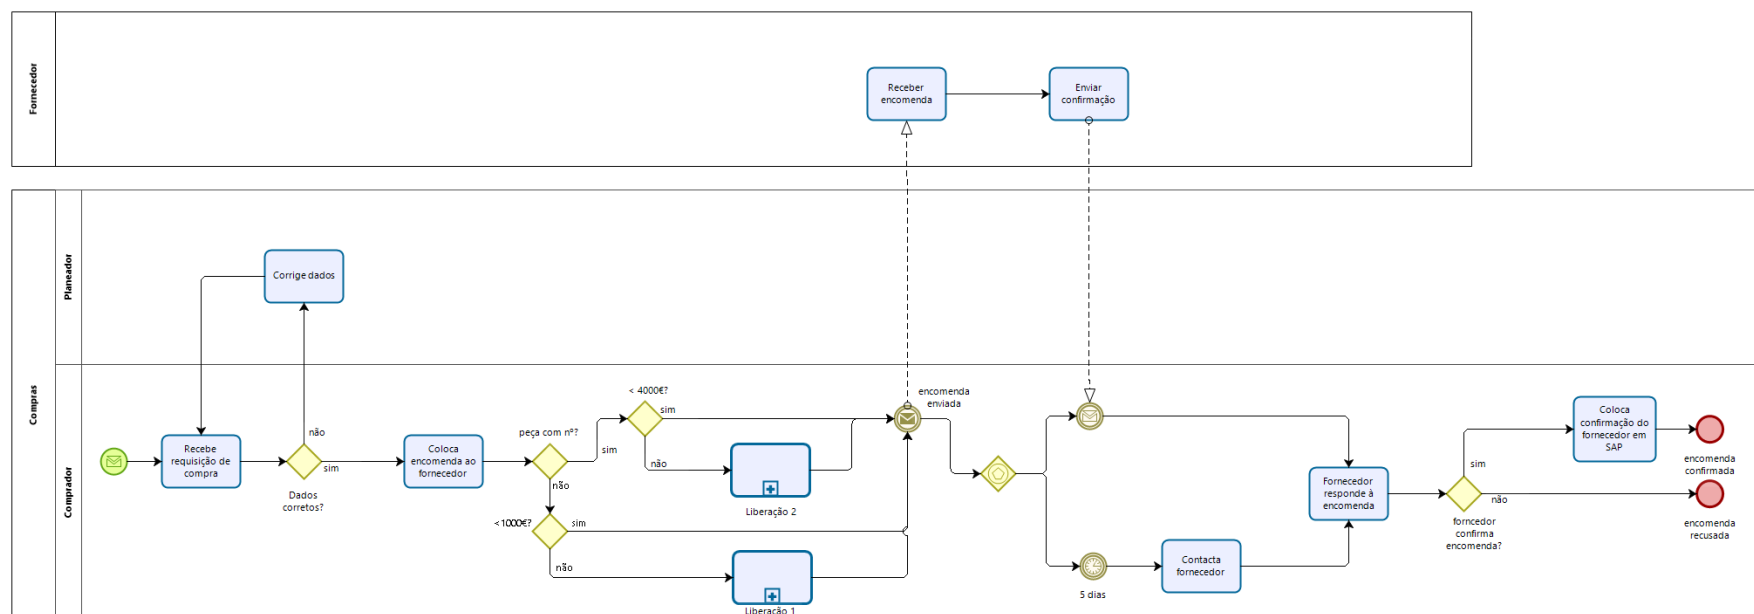 Fornecedor
Receber
encomenda
Enviar
confirmação
Compras
Planeador
Corrige dados
Comprador
Recebe
requisição de
compra
não
sim
Dados
corretos?
Coloca
encomenda ao
fornecedor
peça com nº?
sim
não
< 4000€?
sim
não
Liberação 2
<1000€?
sim
não
Liberação 1
encomenda
enviada
5 dias
Contacta
fornecedor
Fornecedor
responde à
encomenda
sim
não
forncedor
confirma
encomenda?
Coloca
confirmação do
fornecedor em
SAP
encomenda
confirmada
encomenda
recusada